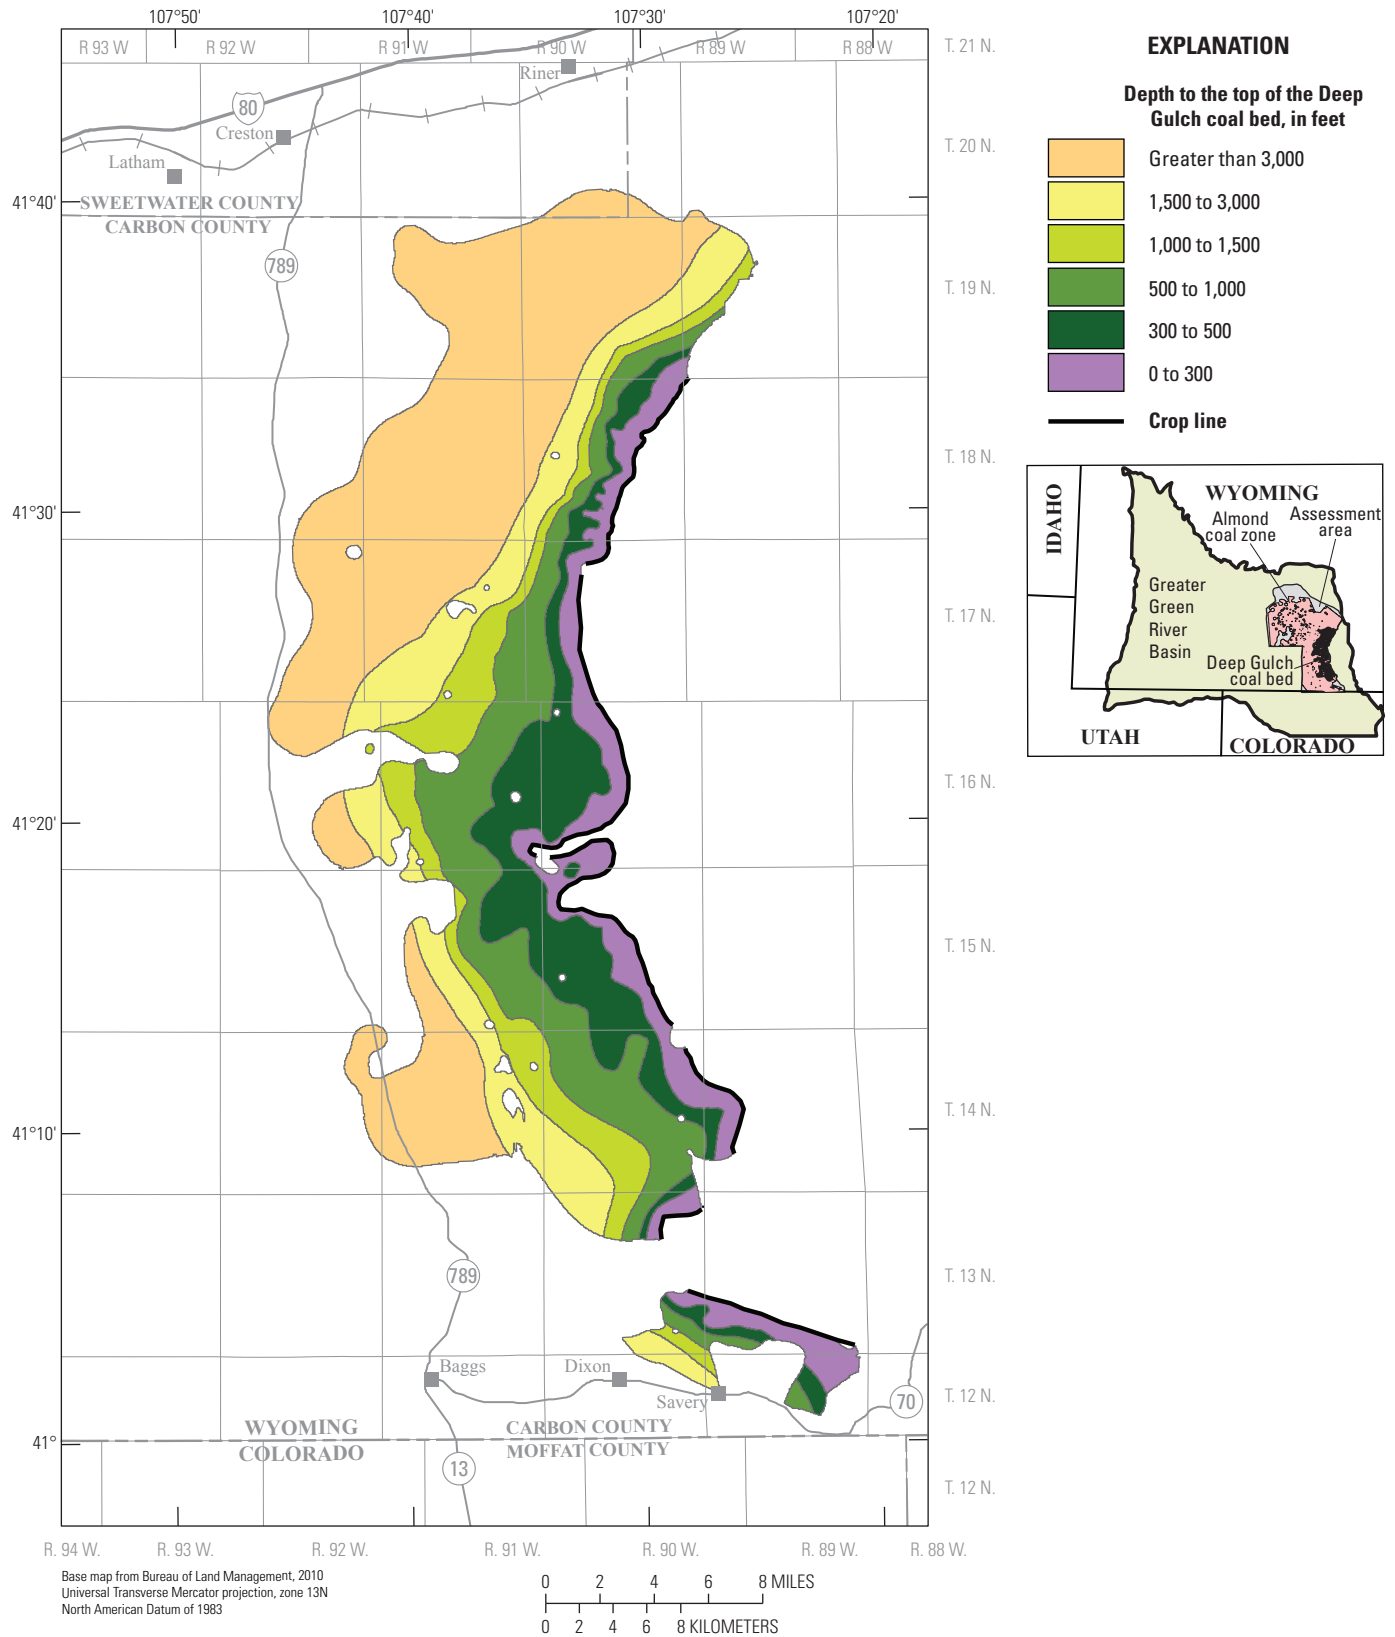 107°50'
107°40'
107°30'
107°20'
R 93 W
R 92 W
R 91 W
R 90 W
R 89 W
R 88 W
T. 21 N.
Riner
80
Creston
T. 20 N.
Latham
41°40'
SWEETWATER COUNTY
CARBON COUNTY
789
T. 19 N.
T. 18 N.
41°30'
T. 17 N.
T. 16 N.
41°20'
T. 15 N.
T. 14 N.
41°10'
789
T. 13 N.
Baggs
Dixon
Savery
T. 12 N.
70
WYOMING
CARBON COUNTY
41°
COLORADO
MOFFAT COUNTY
13
T. 12 N.
R. 94 W.
R. 93 W.
R. 92 W.
R. 91 W.
R. 90 W.
R. 89 W.
R. 88 W.
Base map from Bureau of Land Management, 2010
Universal Transverse Mercator projection, zone 13N
North American Datum of 1983
0 2 4 6 8 MILES
0 2 4 6 8 KILOMETERS
EXPLANATION
Depth to the top of the Deep
Gulch coal bed, in feet
Greater than 3,000
1,500 to 3,000
1,000 to 1,500
500 to 1,000
300 to 500
0 to 300
Crop line
IDAHO
WYOMING
Almond
coal zone
Assessment
area
Greater
Green
River
Basin
Deep Gulch
coal bed
UTAH
COLORADO